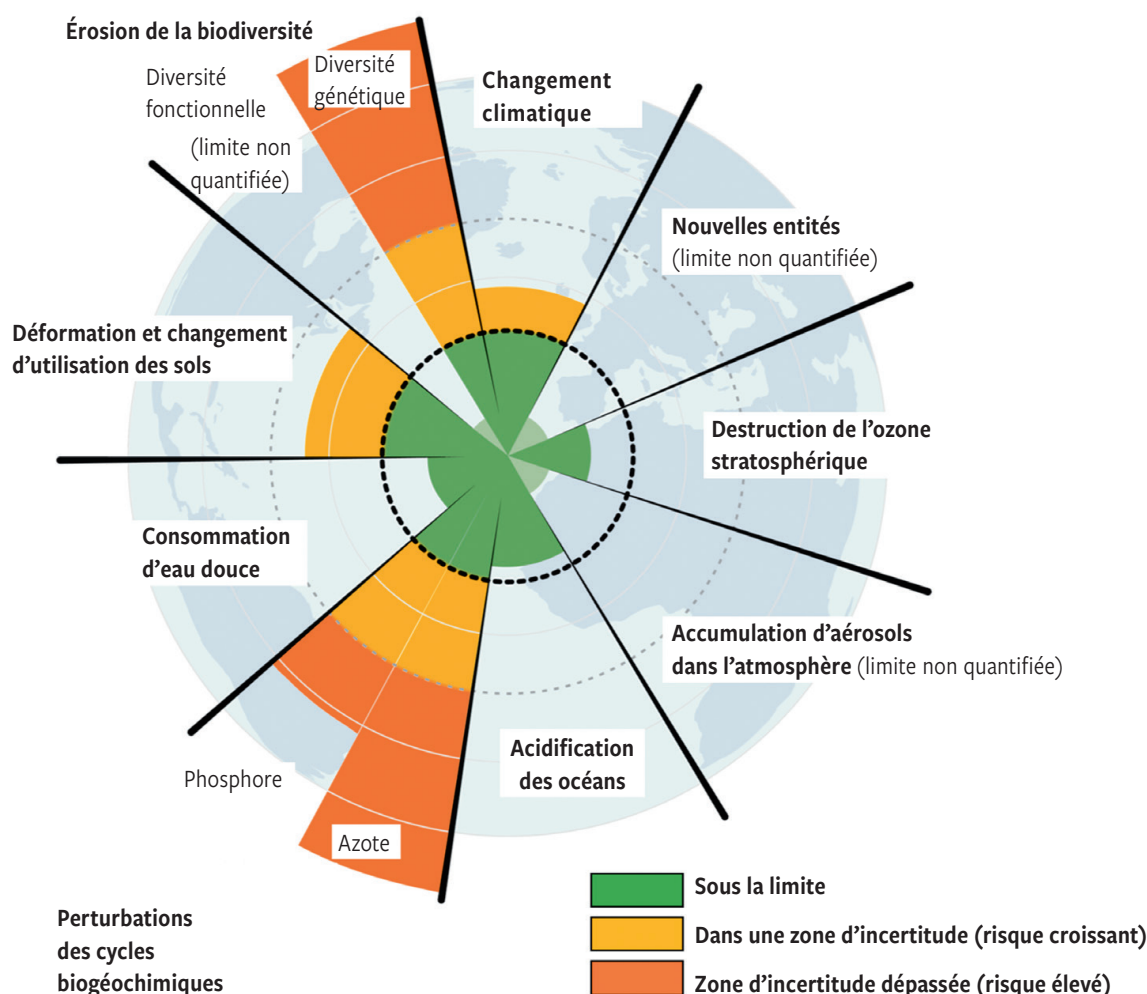 Érosion de la biodiversité
Diversité
fonctionnelle
(limite non
quantifiée)
Diversité
génétique
Changement
climatique
Nouvelles entités
(limite non quantifiée)
Déformation et changement
d'utilisation des sols
Destruction de l'ozone
stratosphérique
Consommation
d'eau douce
Accumulation d'aérosols
dans l'atmosphère (limite non quantifiée)
Acidification
des océans
Phosphore
Azote
Perturbations
des cycles
biogéochimiques
Sous la limite
Dans une zone d'incertitude (risque croissant)
Zone d'incertitude dépassée (risque élevé)